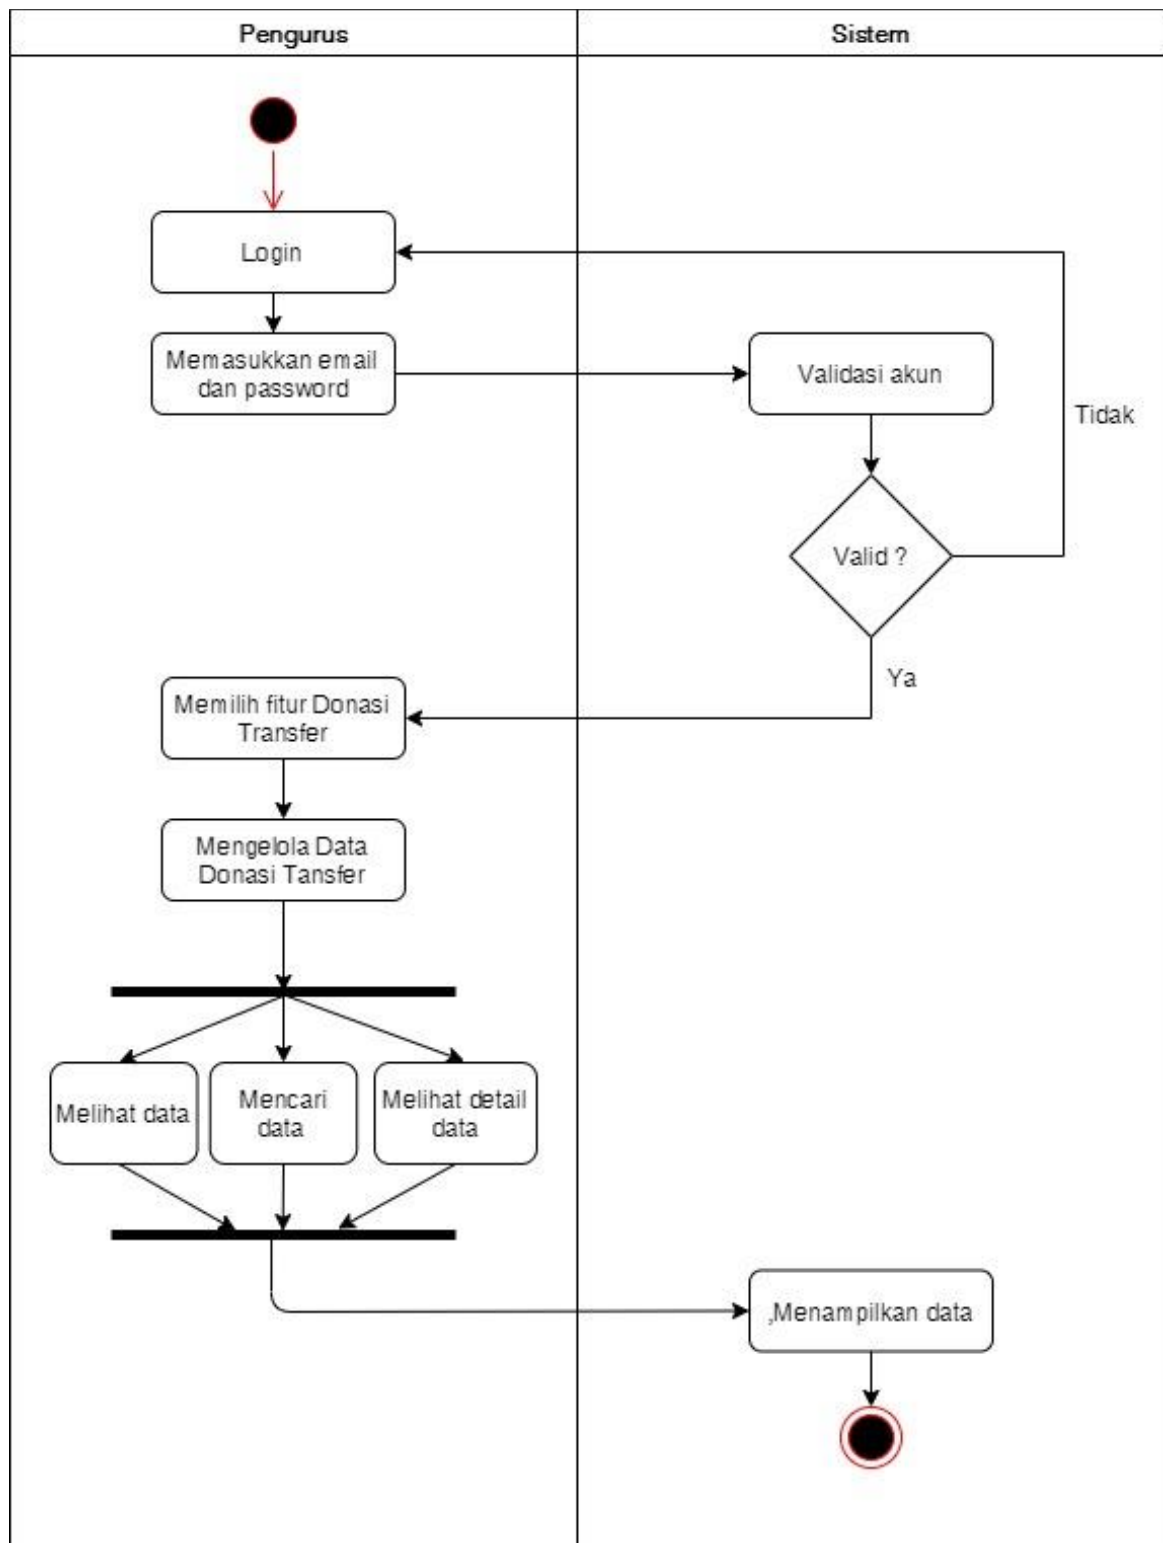 Pengurus
Sistem
Login
Memasukkan email
dan password
Validasi akun
Tidak
Valid ?
Ya
Memilih fitur Donasi
Transfer
Mengelola Data
Donasi Tansfer
Melihat data
Mencari
data
Melihat detail
data
,Menampilkan data